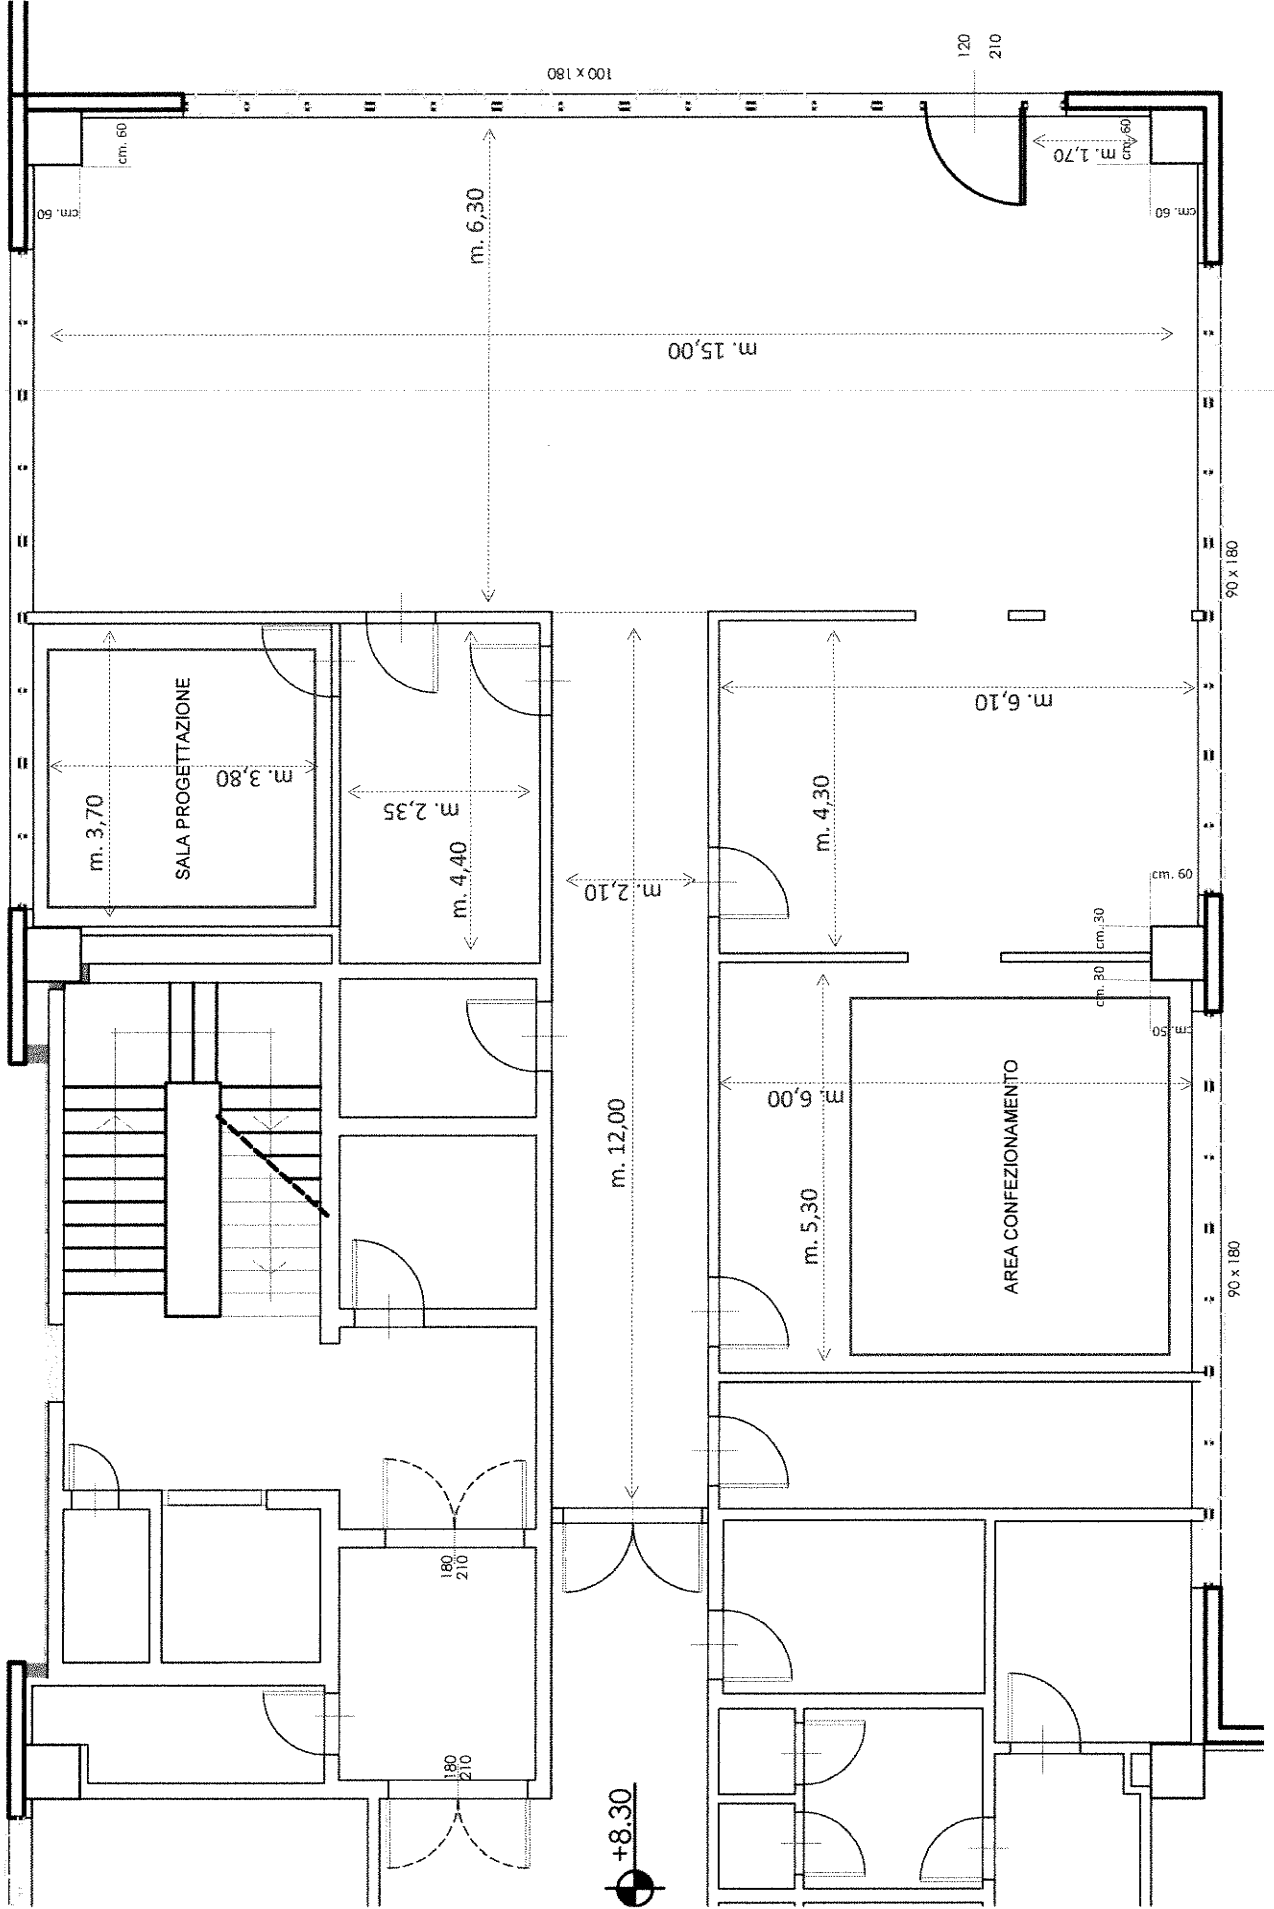 120
210
100 x 180
cm. 60
cm. 60
m. 1,70
cm. 60
cm. 60
m. 6,30
m. 15,00
90 x 180
SALA PROGETTAZIONE
m. 3,80
m. 3,70
m. 2,35
m. 4,40
m. 2,10
m. 6,10
m. 4,30
cm. 60
cm. 30
cm. 30
cm. 50
m. 12,00
m. 6,00
m. 5,30
AREA CONFEZIONAMENTO
90 x 180
180
210
180
210
+8.30